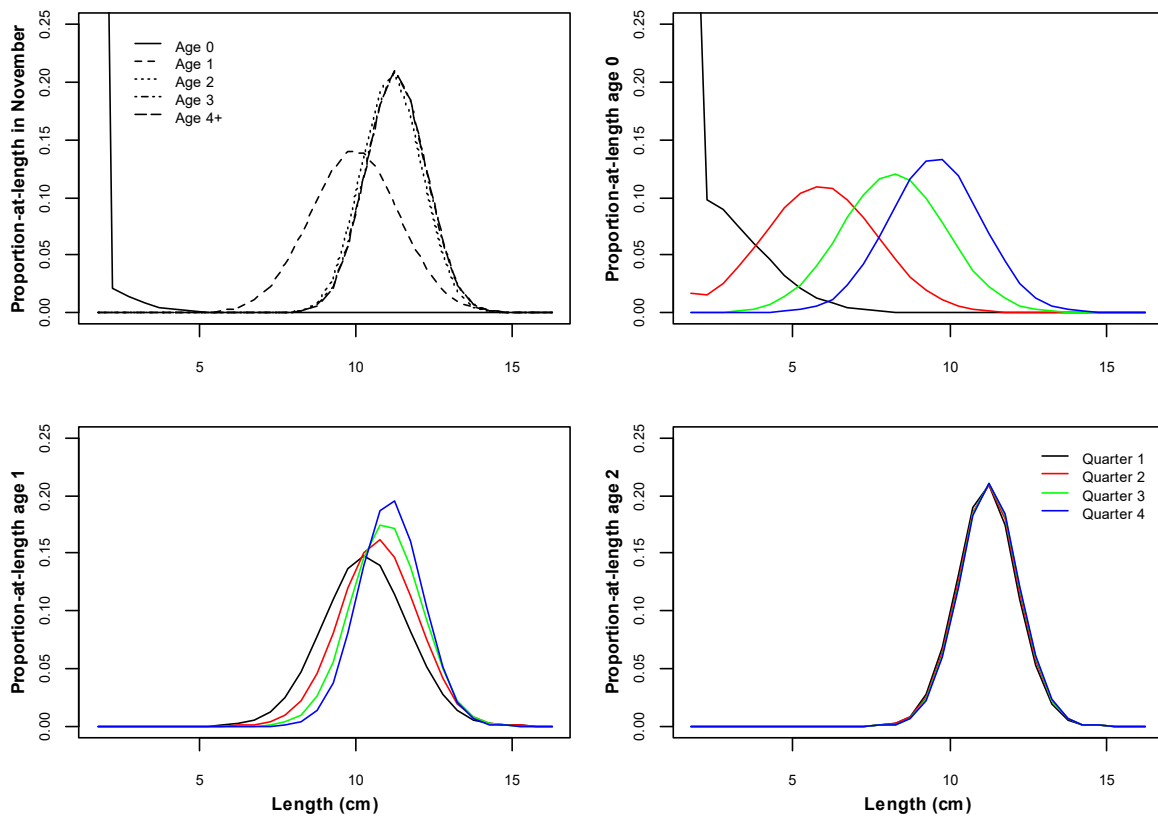 Proportion-at-length in November
0.00 0.05 0.10 0.15 0.20 0.25
Age 0
Age 1
Age 2
Age 3
Age 4+
5 10 15
Proportion-at-length age 0
0.00 0.05 0.10 0.15 0.20 0.25
5 10 15
Proportion-at-length age 1
0.00 0.05 0.10 0.15 0.20 0.25
5 10 15
Length (cm)
Proportion-at-length age 2
0.00 0.05 0.10 0.15 0.20 0.25
Quarter 1
Quarter 2
Quarter 3
Quarter 4
5 10 15
Length (cm)